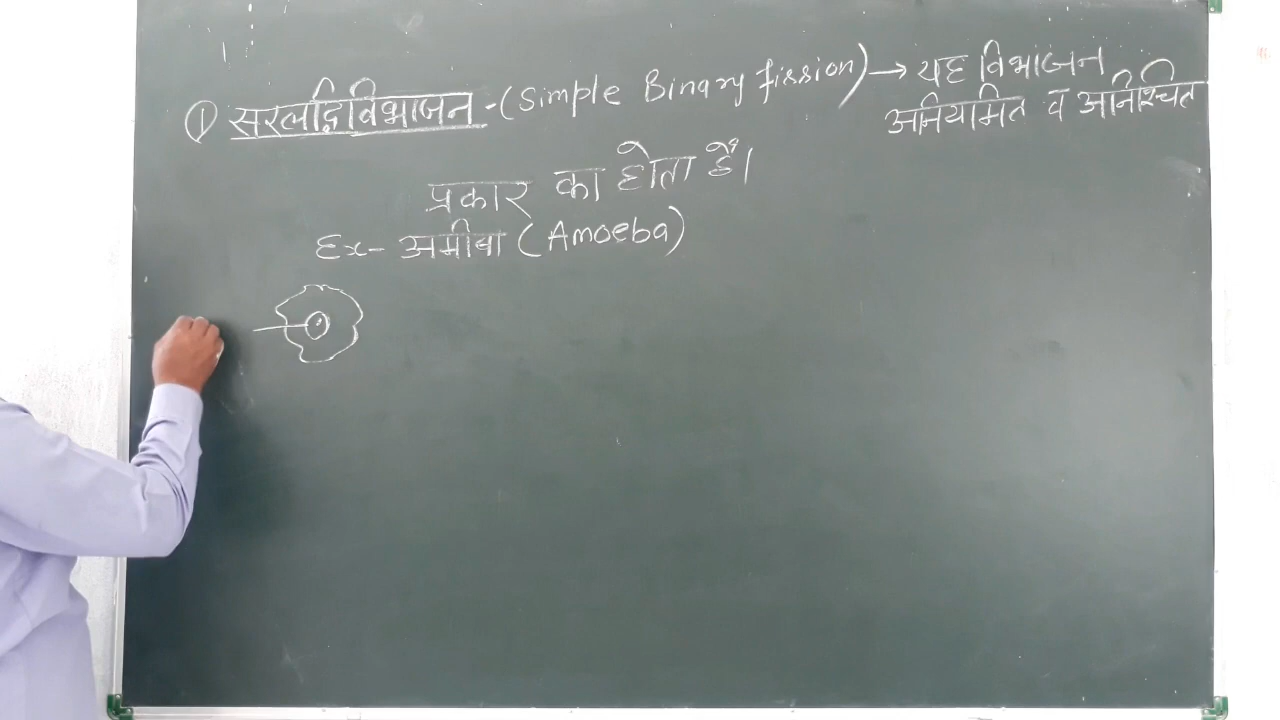 ① सरलद्विविभाजन-(Simple Binary fission) → यह विभाजन
अनियमित व अनिश्चित
प्रकार का होता हैं।
Ex- अमीबा (Amoeba)